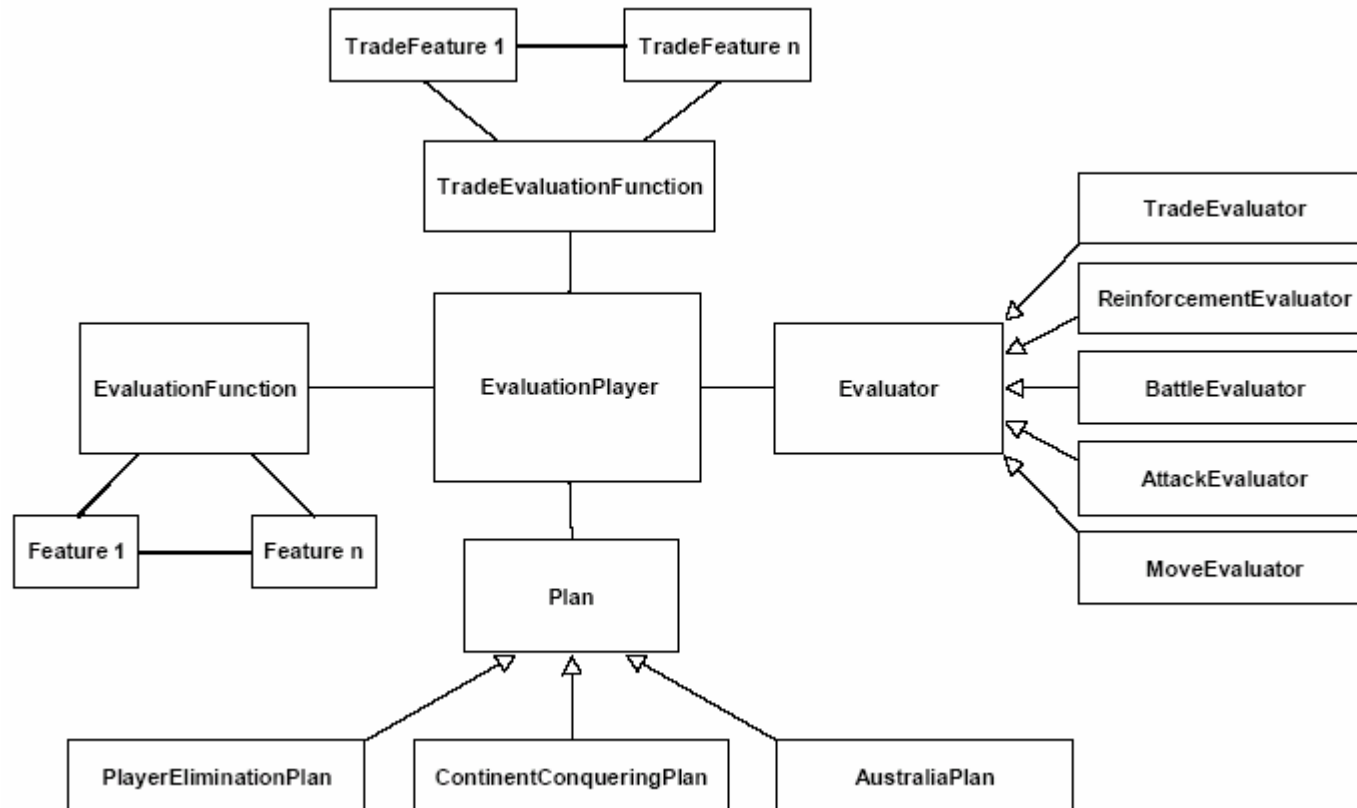 TradeFeature 1
TradeFeature n
TradeEvaluationFunction
TradeEvaluator
ReinforcementEvaluator
EvaluationFunction
EvaluationPlayer
Evaluator
BattleEvaluator
AttackEvaluator
Feature 1
Feature n
MoveEvaluator
Plan
PlayerEliminationPlan
ContinentConqueringPlan
AustraliaPlan